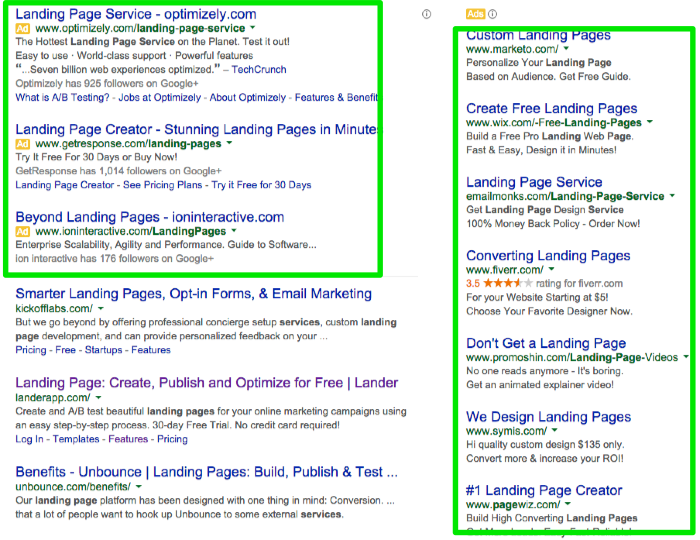 Landing Page Service - optimizely.com
Ad www.optimizely.com/landing-page-service
The Hottest Landing Page Service on the Planet. Test it out!
Easy to use · World-class support · Powerful features
"...Seven billion web experiences optimized." – TechCrunch
Optimizely has 925 followers on Google+
What is A/B Testing? - Jobs at Optimizely - About Optimizely - Features & Benefit
Landing Page Creator - Stunning Landing Pages in Minutes
Ad www.getresponse.com/landing-pages
Try It Free For 30 Days or Buy Now!
GetResponse has 1,014 followers on Google+
Landing Page Creator - See Pricing Plans - Try it Free for 30 Days
Beyond Landing Pages - ioninteractive.com
Ad www.ioninteractive.com/LandingPages
Enterprise Scalability, Agility and Performance. Guide to Software...
ion interactive has 176 followers on Google+
Smarter Landing Pages, Opt-in Forms, & Email Marketing
kickofflabs.com/
But we go beyond by offering professional concierge setup services, custom landing
page development, and can provide personalized feedback on your ...
Pricing - Free - Startups - Features
Landing Page: Create, Publish and Optimize for Free | Lander
landerapp.com/
Create and A/B test beautiful landing pages for your online marketing campaigns using
an easy step-by-step process. 30-day Free Trial. No credit card required!
Log In - Templates - Features - Pricing
Benefits - Unbounce | Landing Pages: Build, Publish & Test ...
unbounce.com/benefits/
Our landing page platform has been designed with one thing in mind: Conversion. ...
that a lot of people want to hook up Unbounce to some external services.
Ads
Custom Landing Pages
www.marketo.com/
Personalize Your Landing Page
Based on Audience. Get Free Guide.
Create Free Landing Pages
www.wix.com/-Free-Landing-Pages
Build a Free Pro Landing Web Page.
Fast & Easy, Design it in Minutes!
Landing Page Service
emailmonks.com/Landing-Page-Service
Get Landing Page Design Service
100% Money Back Policy - Order Now!
Converting Landing Pages
www.fiverr.com/
3.5 rating for fiverr.com
For your Website Starting at $5!
Choose Your Favorite Designer Now.
Don't Get a Landing Page
www.promoshin.com/Landing-Page-Videos
No one reads anymore - It's boring.
Get an animated explainer video!
We Design Landing Pages
www.symis.com/
Hi quality custom design $135 only.
Convert more & increase your ROI!
#1 Landing Page Creator
www.pagewiz.com/
Build High Converting Landing Pages